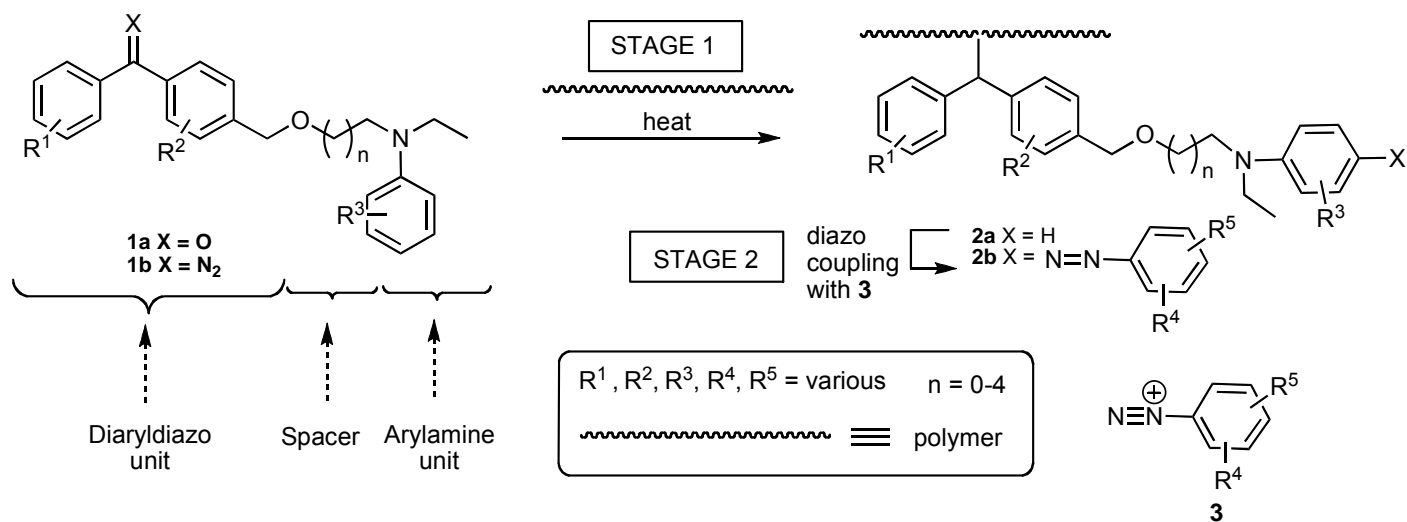 X
STAGE 1
heat
R¹
R²
O
( )n
N
R³
1a X = O
1b X = N₂
R¹
R²
O
( )n
N
X
R³
STAGE 2
diazo
coupling
with 3
2a X = H
2b X = N=N
R⁵
R⁴
Diaryldiazo
unit
Spacer
Arylamine
unit
R¹ , R², R³, R⁴, R⁵ = various n = 0-4
≡ polymer
N≡N
+
R⁵
R⁴
3